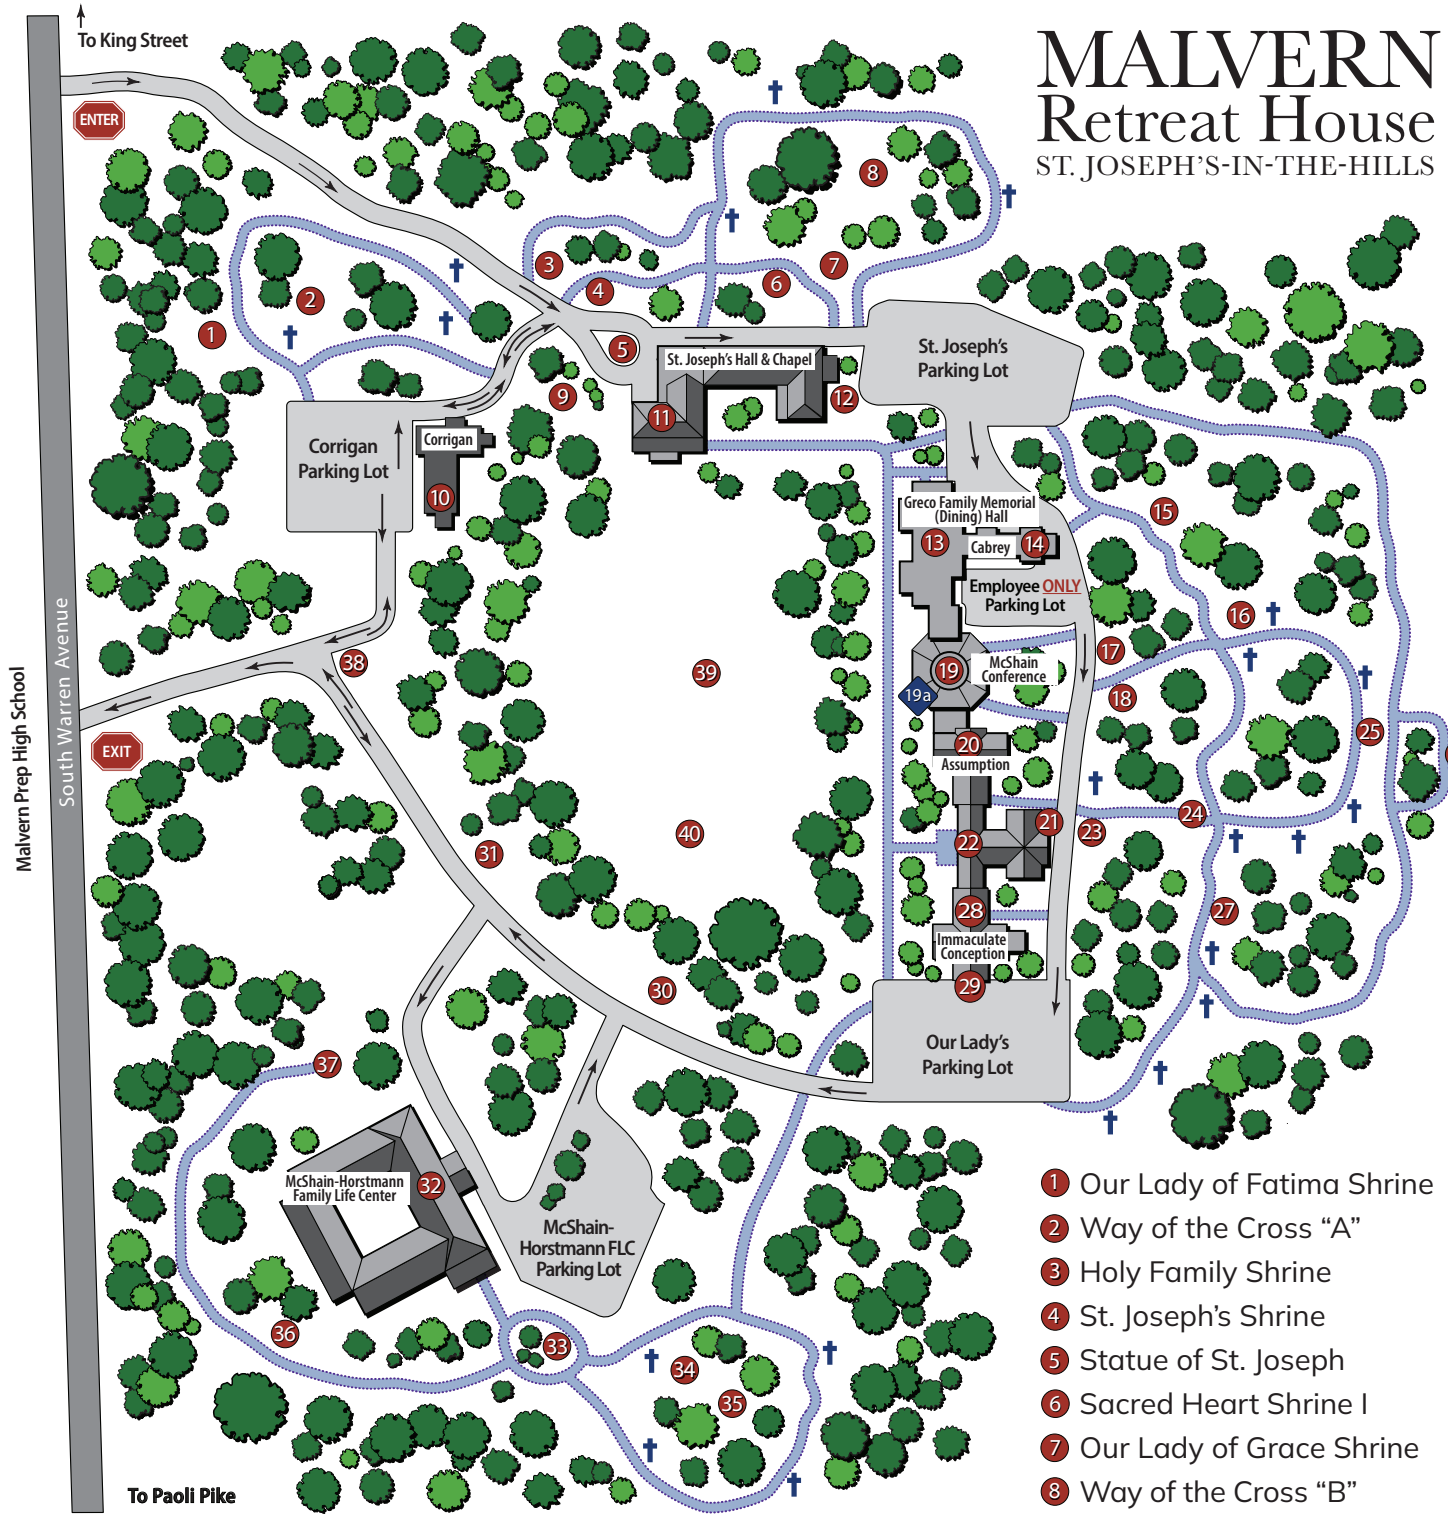 To King Street
MALVERN
Retreat House
ST. JOSEPH'S-IN-THE-HILLS
ENTER
8
3
7
2
4
6
1
5
St. Joseph's Hall & Chapel
St. Joseph's
Parking Lot
9
12
11
Corrigan
Parking Lot
Corrigan
10
Greco Family Memorial
(Dining) Hall
15
13
Cabrey
14
Employee ONLY
Parking Lot
16
17
38
39
19
McShain
Conference
19a
18
25
20
Assumption
EXIT
South Warren Avenue
Malvern Prep High School
24
21
23
40
22
31
27
28
Immaculate
Conception
30
29
Our Lady's
Parking Lot
37
McShain-Horstmann
Family Life Center
32
McShain-
Horstmann FLC
Parking Lot
36
33
34
35
To Paoli Pike
1 Our Lady of Fatima Shrine
2 Way of the Cross “A”
3 Holy Family Shrine
4 St. Joseph's Shrine
5 Statue of St. Joseph
6 Sacred Heart Shrine I
7 Our Lady of Grace Shrine
8 Way of the Cross “B”